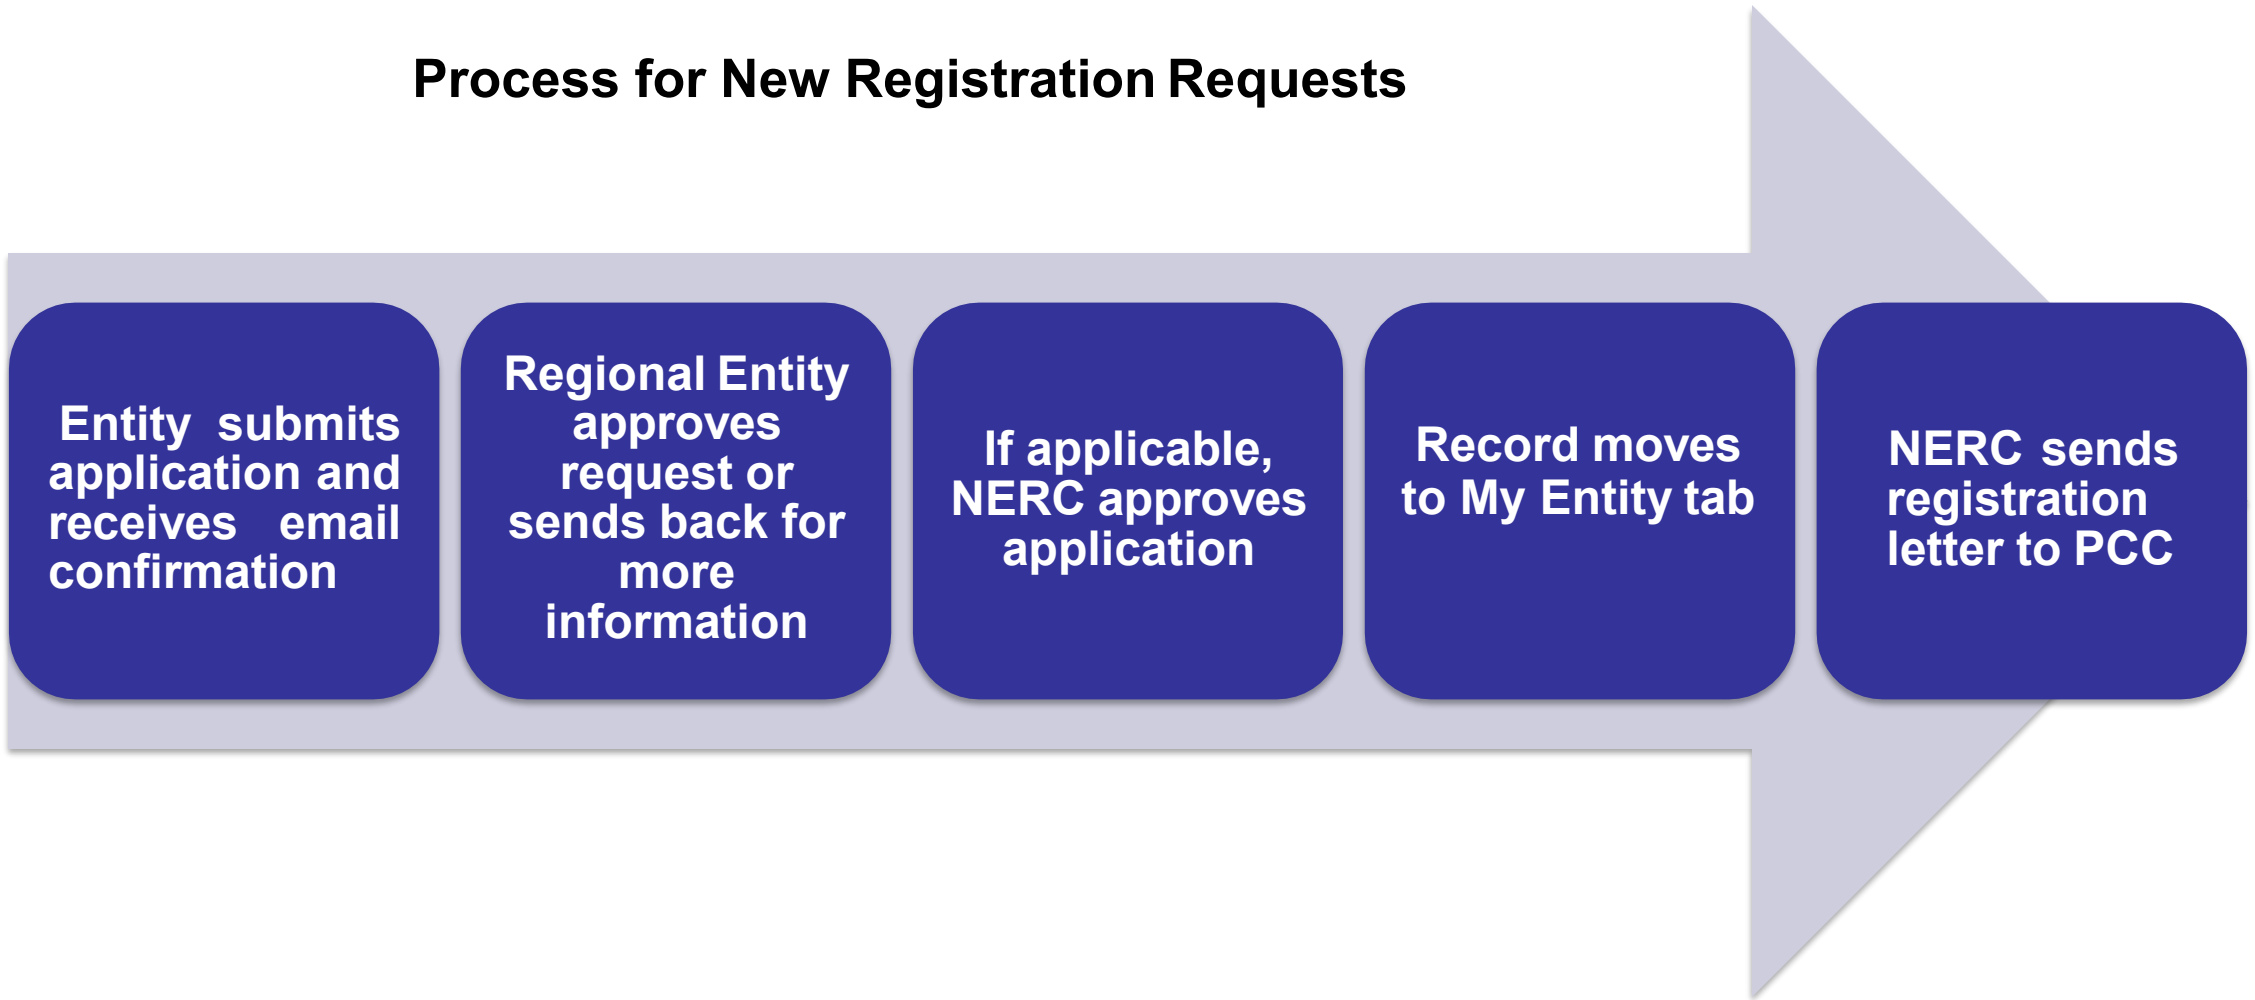 Process for New Registration Requests
Entity submits
application and
receives email
confirmation
Regional Entity
approves
request or
sends back for
more
information
If applicable,
NERC approves
application
Record moves
to My Entity tab
NERC sends
registration
letter to PCC